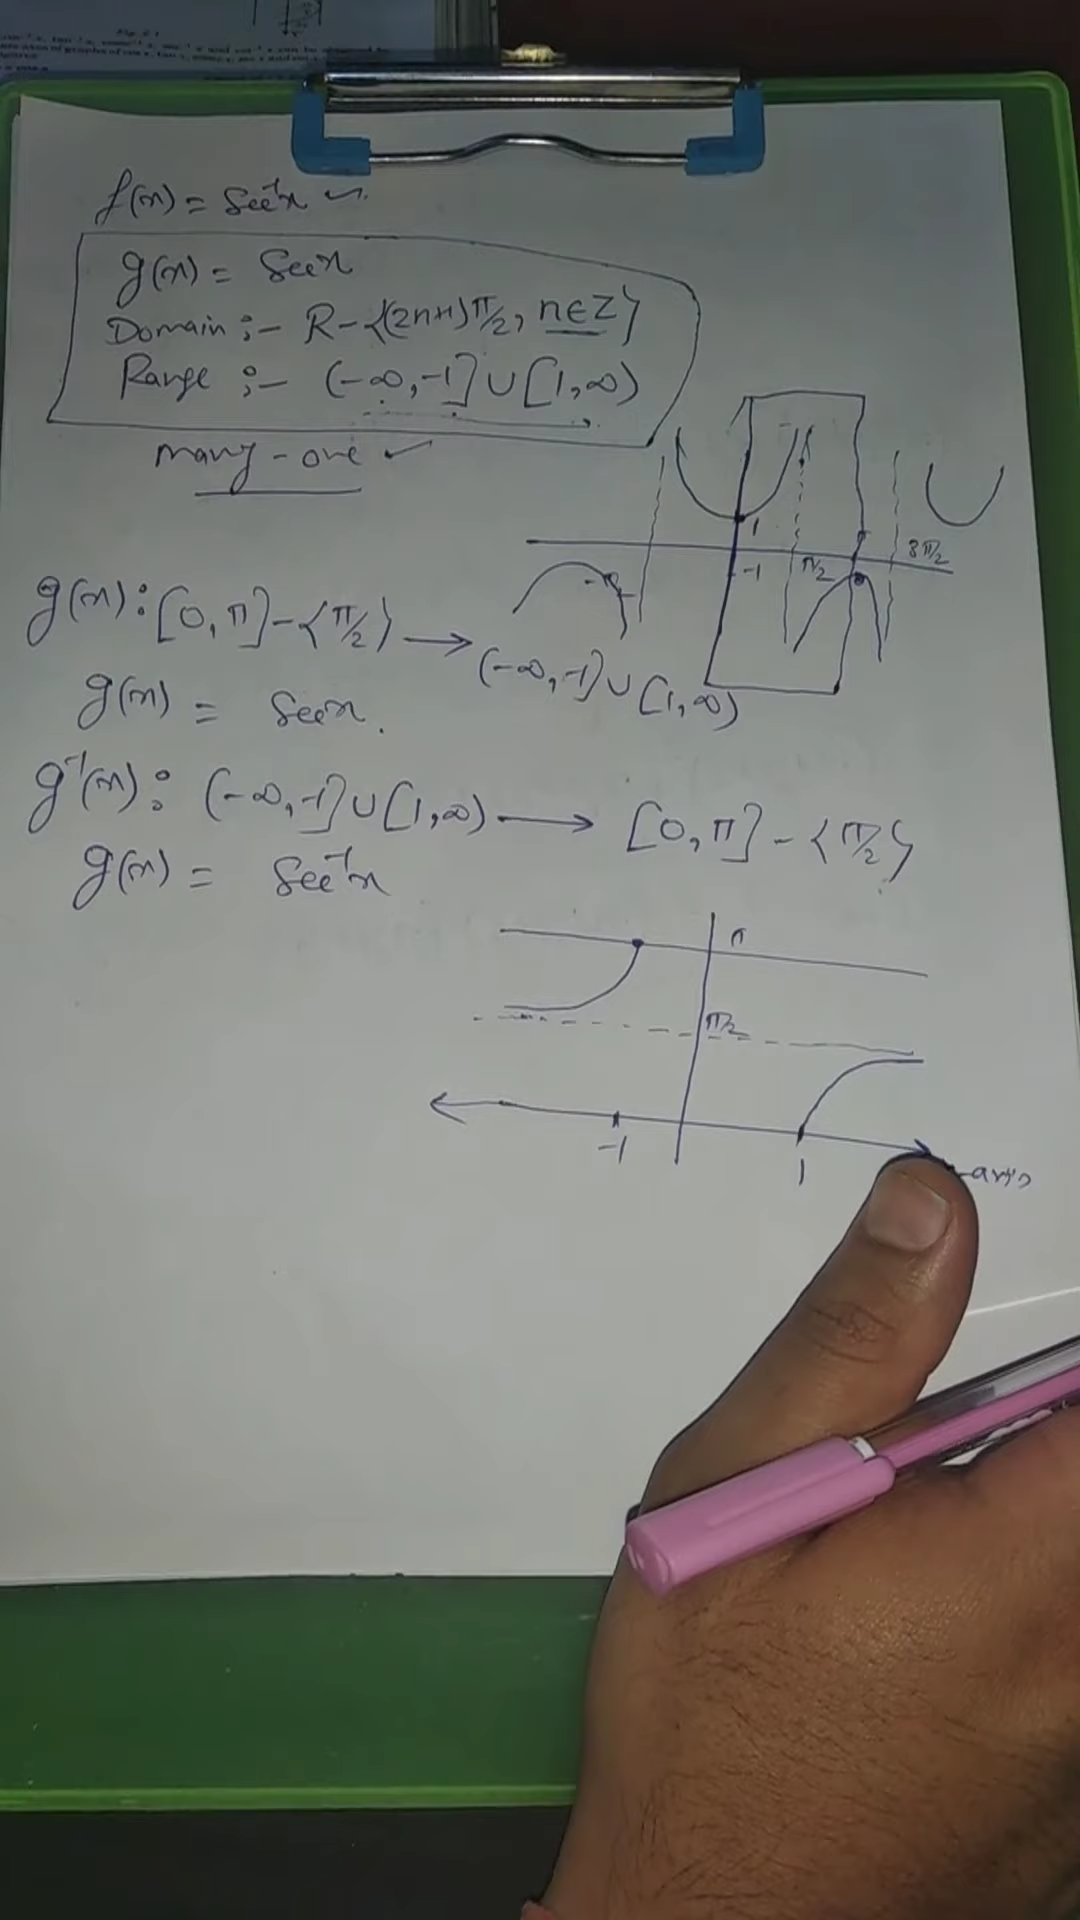 f(x) = Sec⁻¹x
g(x) = Secx
Domain :- R-{(2n+1)π/2, n∈Z}
Range :- (-∞,-1] ∪ [1,∞)
many-one
1
-1
π/2
3π/2
g(x) : [0,π]-{π/2} → (-∞,-1] ∪ [1,∞)
g(x) = Secx.
g⁻¹(x) : (-∞,-1] ∪ [1,∞) → [0,π]-{π/2}
g(x) = Sec⁻¹x
π
π/2
-1
1